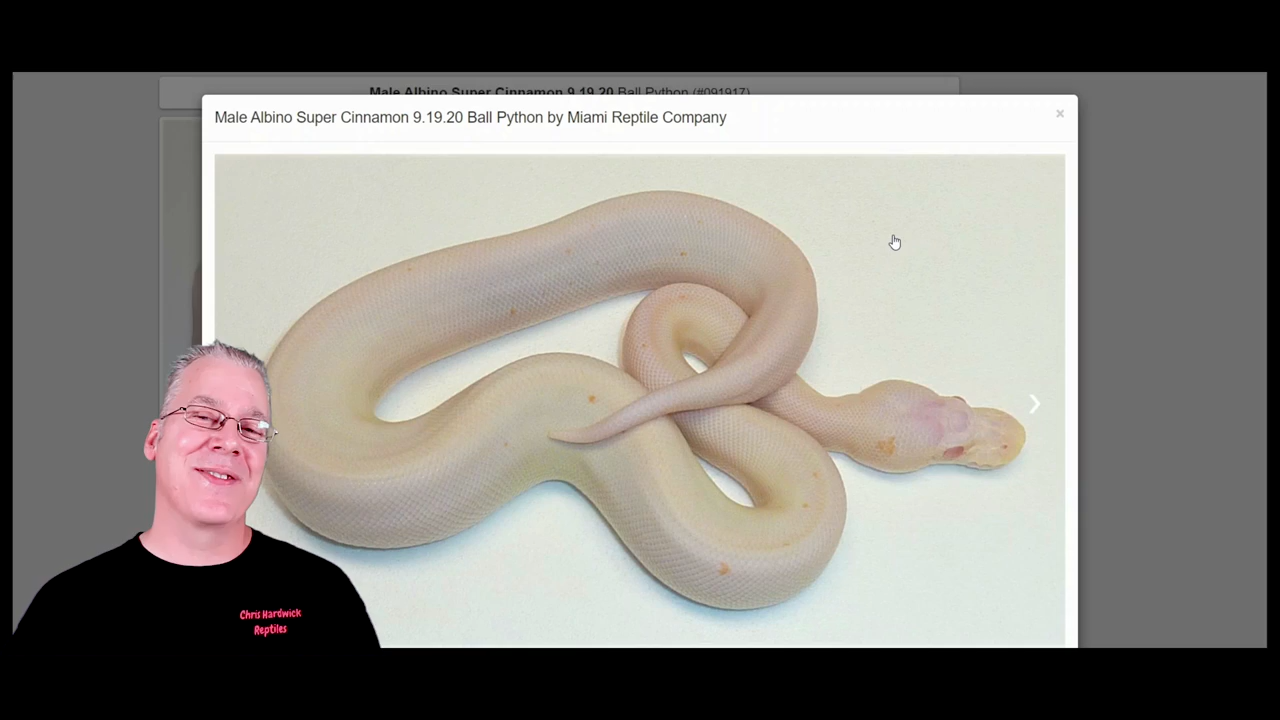 Male Albino Super Cinnamon 9.19.20 Ball Python (#091917)
Male Albino Super Cinnamon 9.19.20 Ball Python by Miami Reptile Company
×
Chris Hardwick
Reptiles